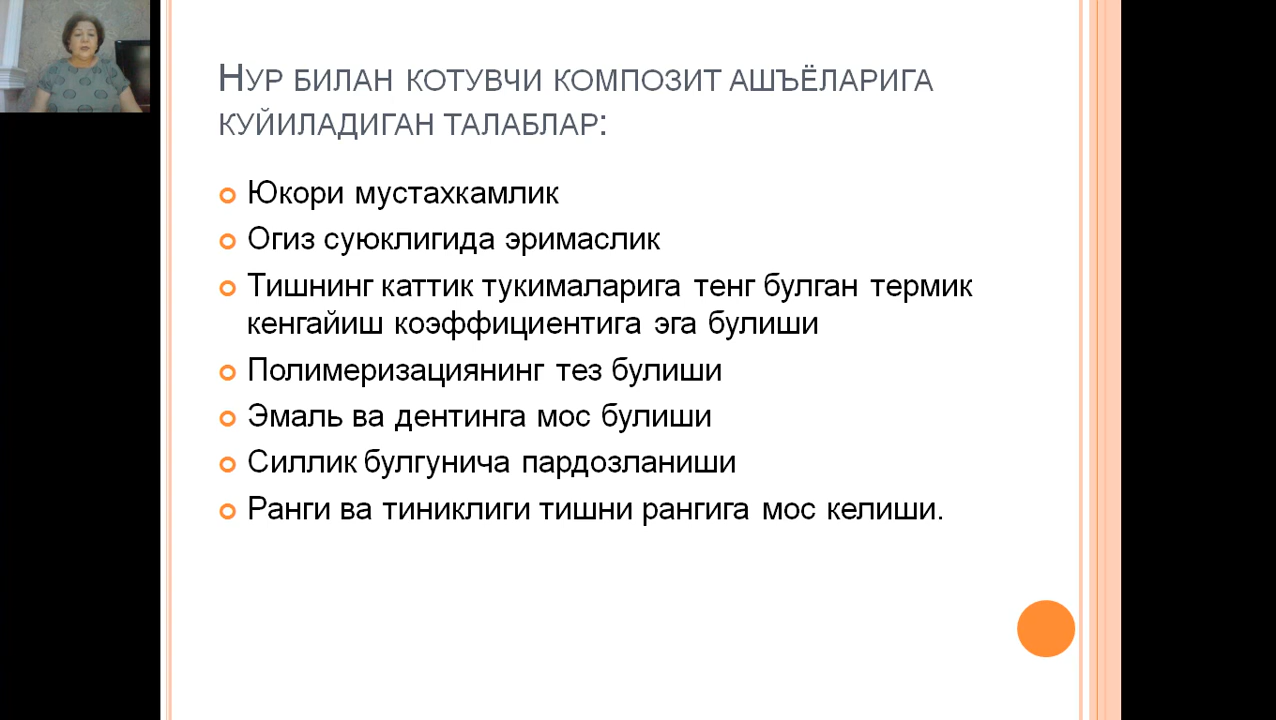 Нур билан котувчи композит ашъёларига
куйиладиган талаблар:
Юкори мустахкамлик
Огиз суюклигида эримаслик
Тишнинг каттик тукималарига тенг булган термик
кенгайиш коэффициентига эга булиши
Полимеризациянинг тез булиши
Эмаль ва дентинга мос булиши
Силлик булгунича пардозланиши
Ранги ва тиниклиги тишни рангига мос келиши.